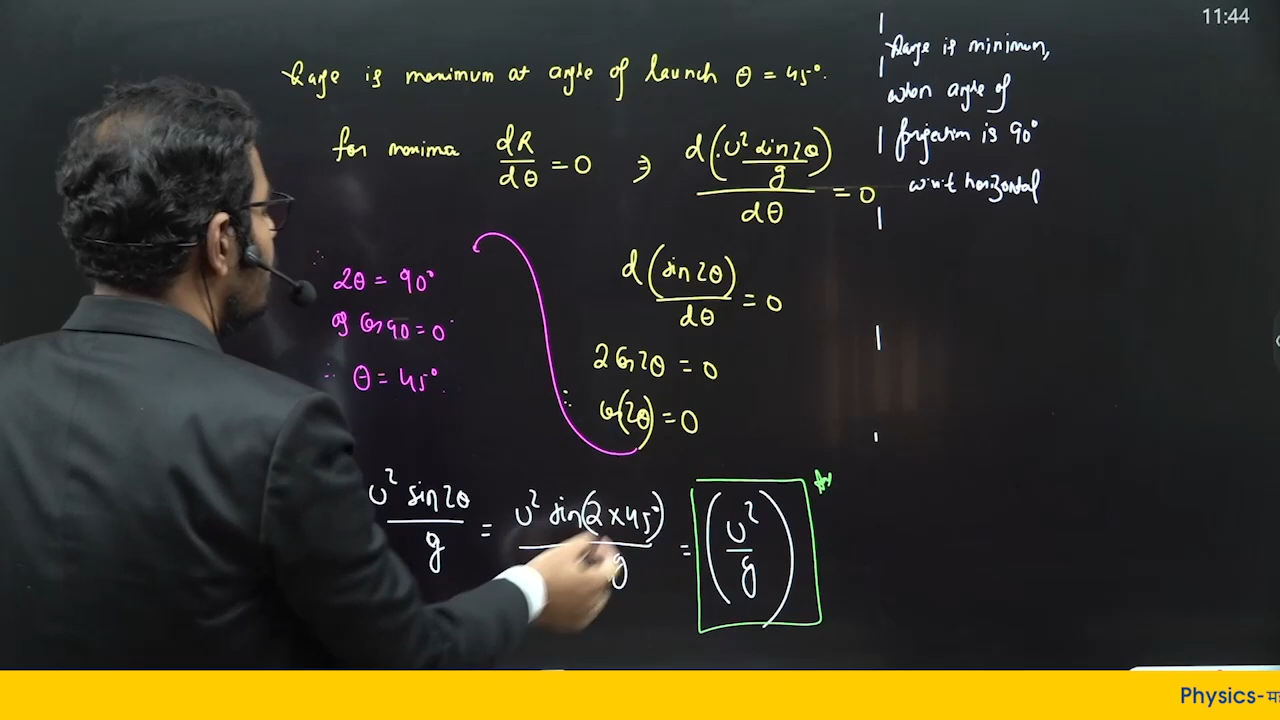 11:44
Range is maximum at angle of launch θ = 45°.
for maxima dR/dθ = 0 ⇒ d(u² sin2θ/g)/dθ = 0
d(sin2θ)/dθ = 0
2Cos2θ = 0
∴ Cos(2θ) = 0
∴ 2θ = 90°
as Cos 90 = 0
∴ θ = 45°
u² sin2θ/g = u² sin(2×45°)/g = (u²/g) Ans
Range is minimum,
when angle of
projection is 90°
w.r.t horizontal
Physics-